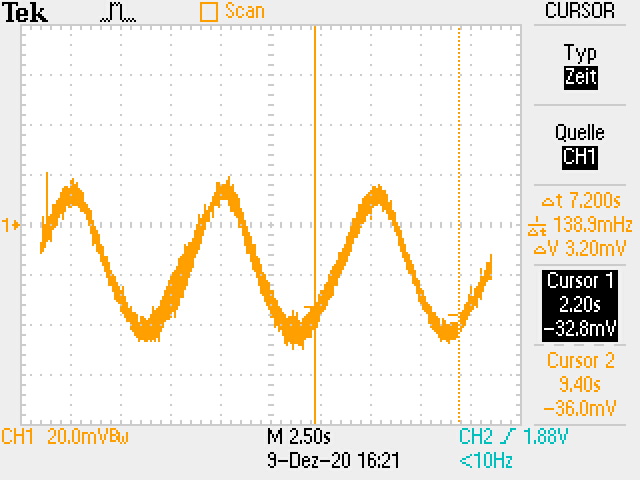 Tek Scan CURSOR
Typ
Zeit
Quelle
CH1
Δt 7.200s
1/Δt 138.9mHz
ΔV 3.20mV
1
Cursor 1
2.20s
−32.8mV
Cursor 2
9.40s
−36.0mV
CH1 20.0mVBw M 2.50s CH2 1.88V
9-Dez-20 16:21 <10Hz